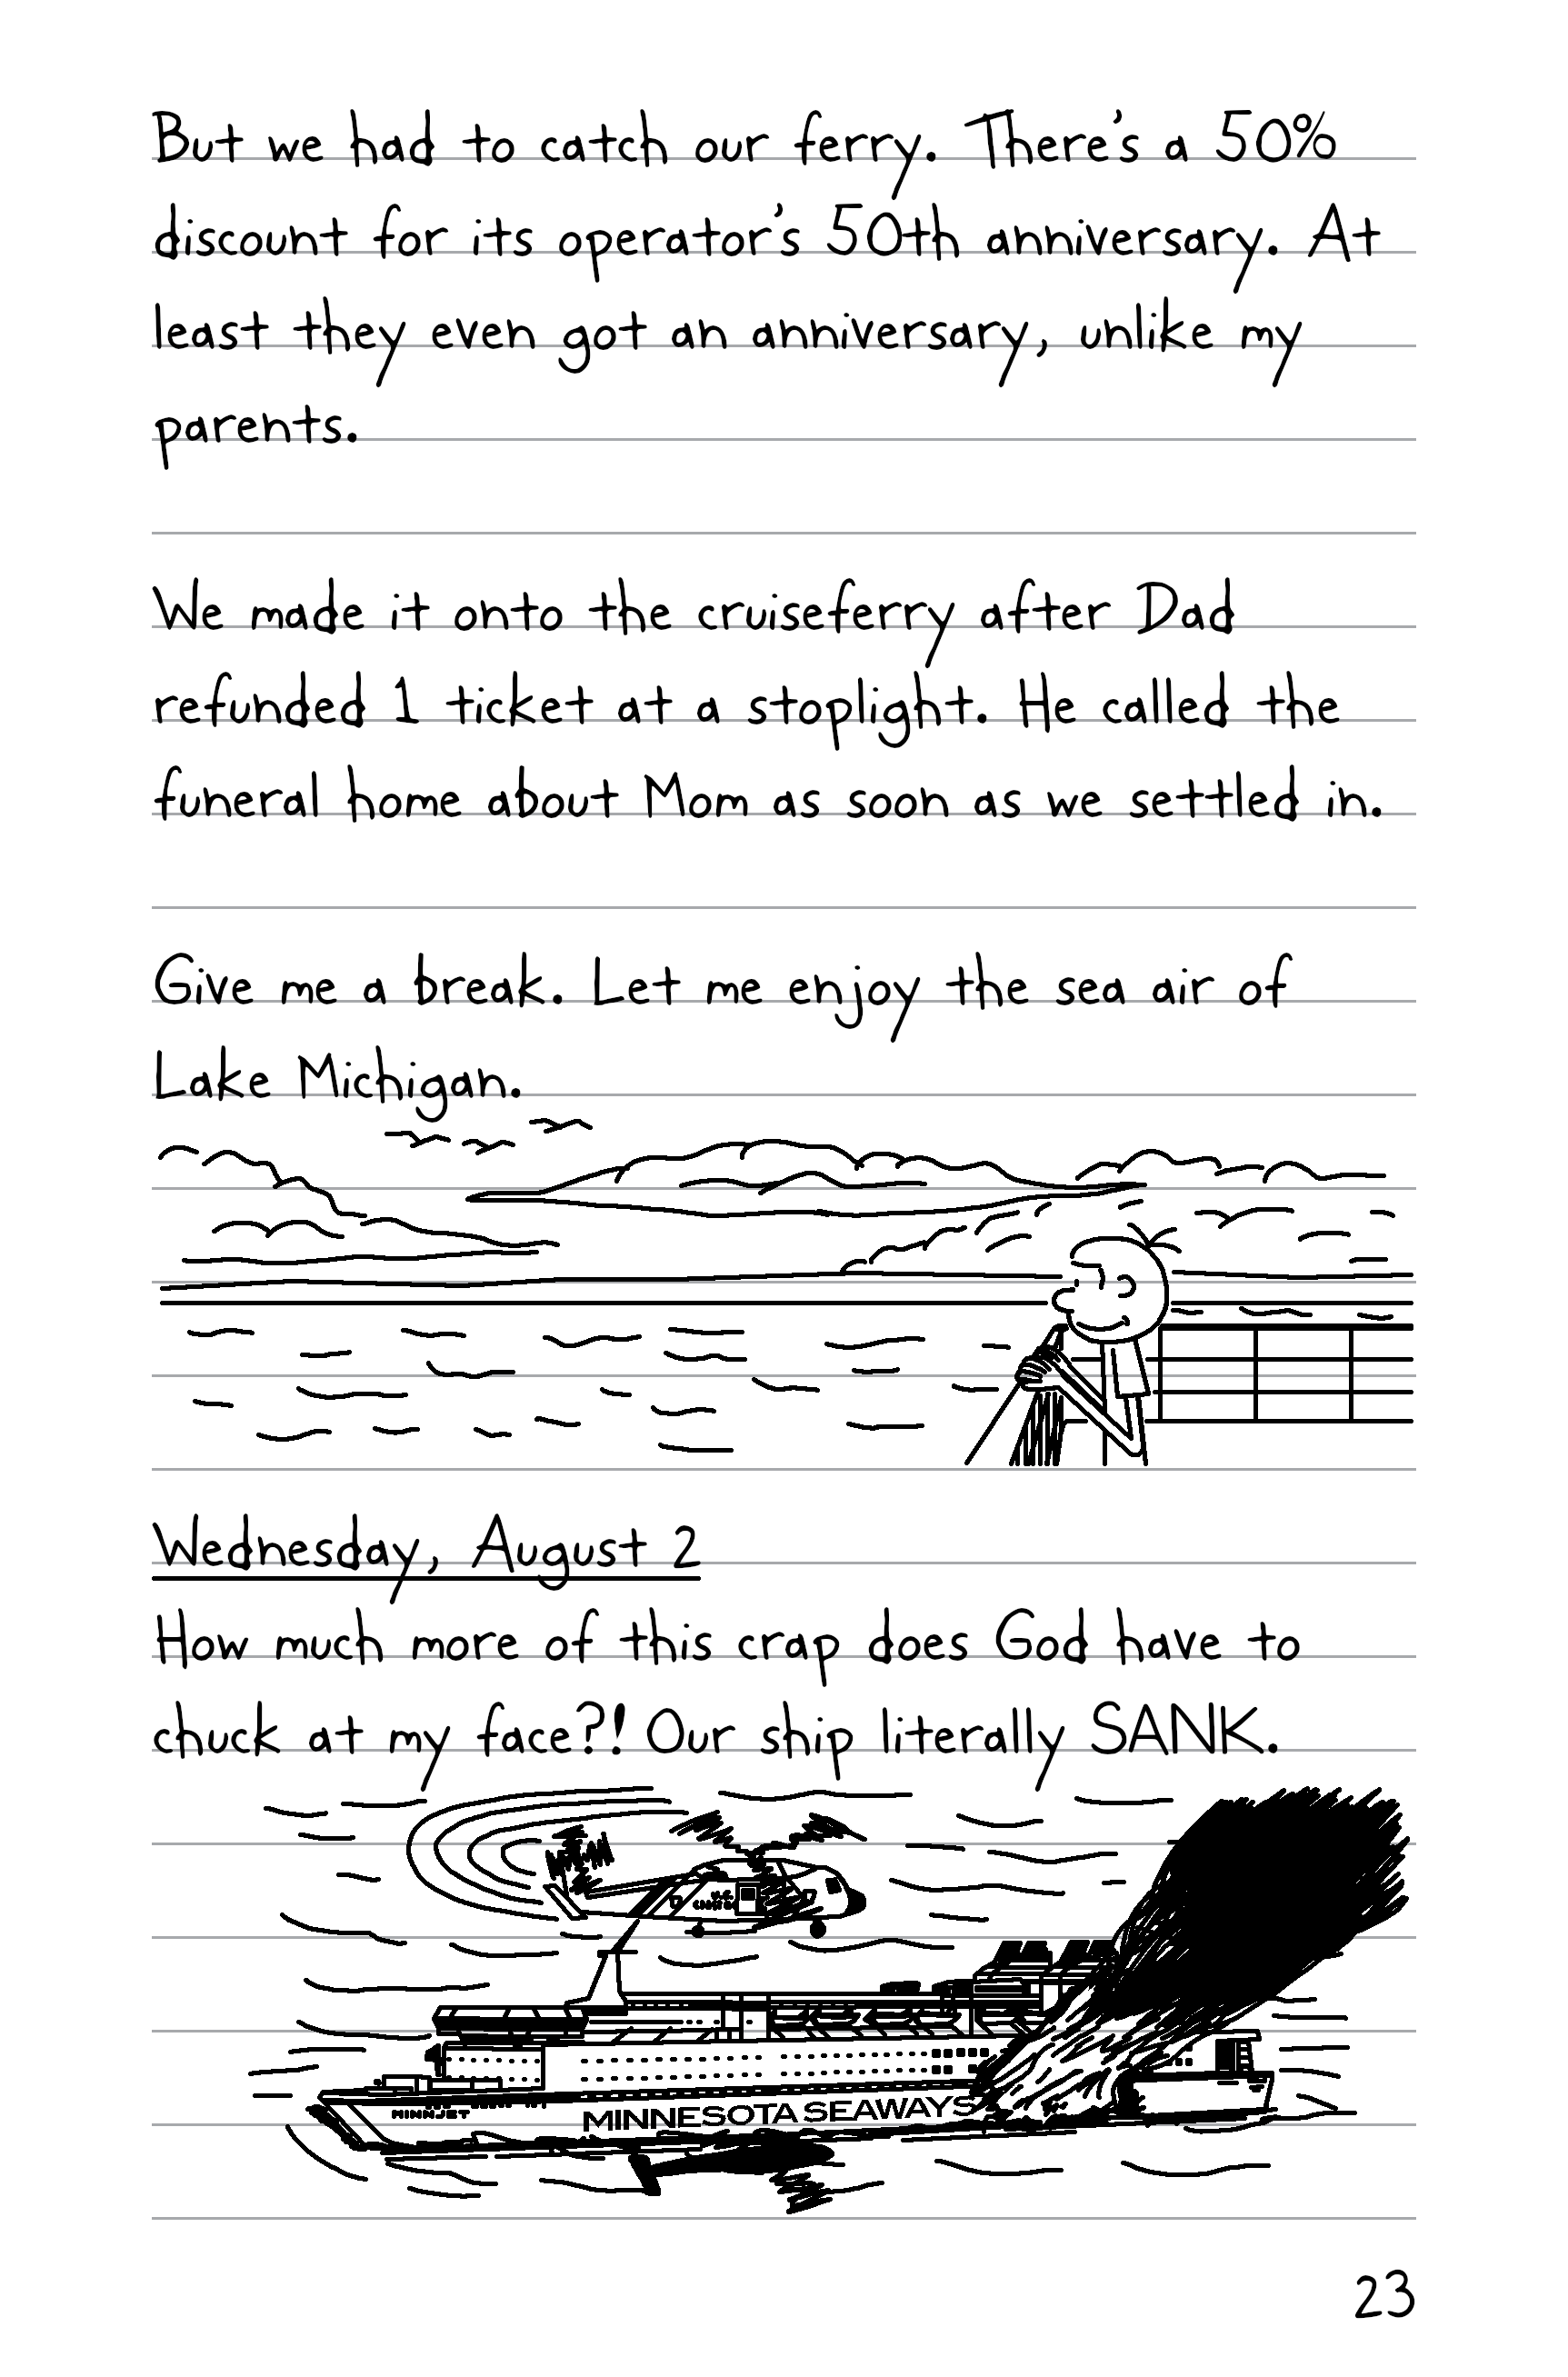 But we had to catch our ferry. There's a 50%
discount for its operator's 50th anniversary. At
least they even got an anniversary, unlike my
parents.
We made it onto the cruiseferry after Dad
refunded 1 ticket at a stoplight. He called the
funeral home about Mom as soon as we settled in.
Give me a break. Let me enjoy the sea air of
Lake Michigan.
Wednesday, August 2
How much more of this crap does God have to
chuck at my face?! Our ship literally SANK.
MINNJET
MINNESOTA SEAWAYS
23